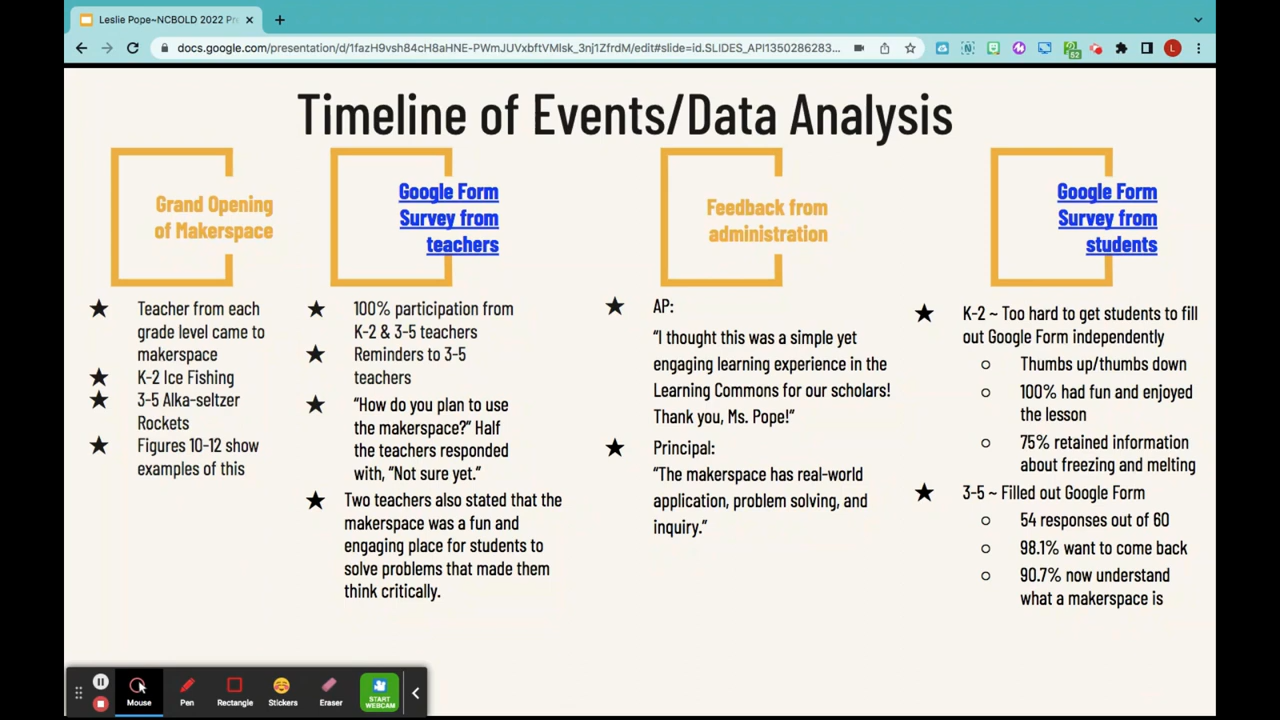 Leslie Pope~NCBOLD 2022 Pre
docs.google.com/presentation/d/1fazH9vsh84cH8aHNE-PWmJUVxbftVMlsk_3nj1ZfrdM/edit#slide=id.SLIDES_API1350286283...
52
L
Timeline of Events/Data Analysis
Grand Opening
of Makerspace
Teacher from each
grade level came to
makerspace
K-2 Ice Fishing
3-5 Alka-seltzer
Rockets
Figures 10-12 show
examples of this
Google Form
Survey from
teachers
100% participation from
K-2 & 3-5 teachers
Reminders to 3-5
teachers
“How do you plan to use
the makerspace?” Half
the teachers responded
with, “Not sure yet.”
Two teachers also stated that the
makerspace was a fun and
engaging place for students to
solve problems that made them
think critically.
Feedback from
administration
AP:
“I thought this was a simple yet
engaging learning experience in the
Learning Commons for our scholars!
Thank you, Ms. Pope!”
Principal:
“The makerspace has real-world
application, problem solving, and
inquiry.”
Google Form
Survey from
students
K-2 ~ Too hard to get students to fill
out Google Form independently
Thumbs up/thumbs down
100% had fun and enjoyed
the lesson
75% retained information
about freezing and melting
3-5 ~ Filled out Google Form
54 responses out of 60
98.1% want to come back
90.7% now understand
what a makerspace is
Mouse
Pen
Rectangle
Stickers
Eraser
START
WEBCAM